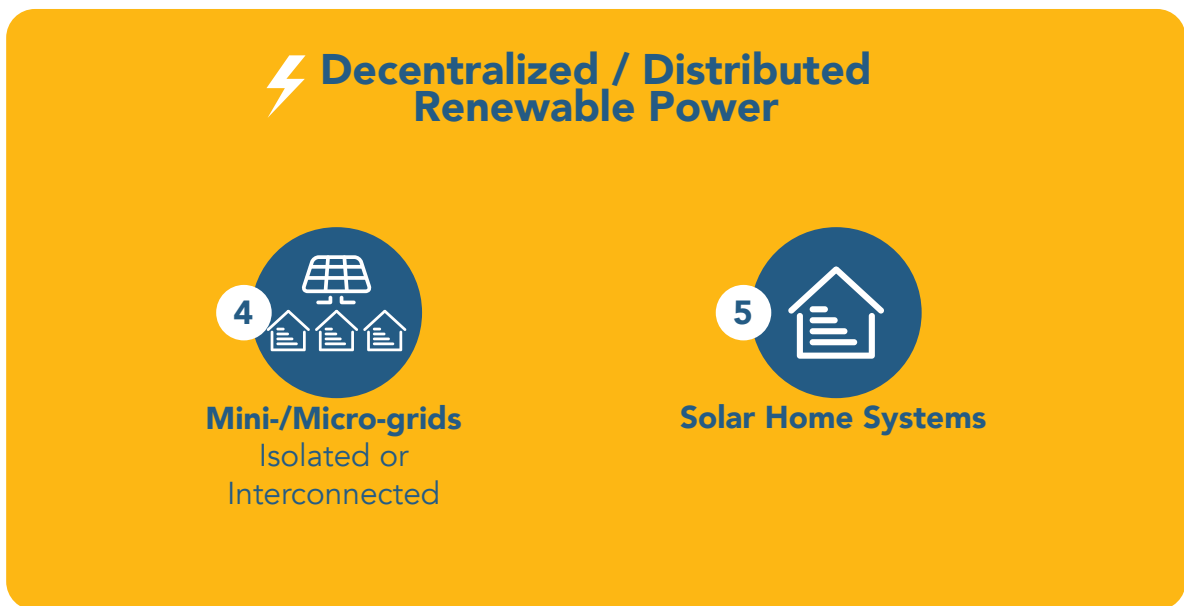 Decentralized / Distributed
Renewable Power
4
5
Mini-/Micro-grids
Isolated or
Interconnected
Solar Home Systems